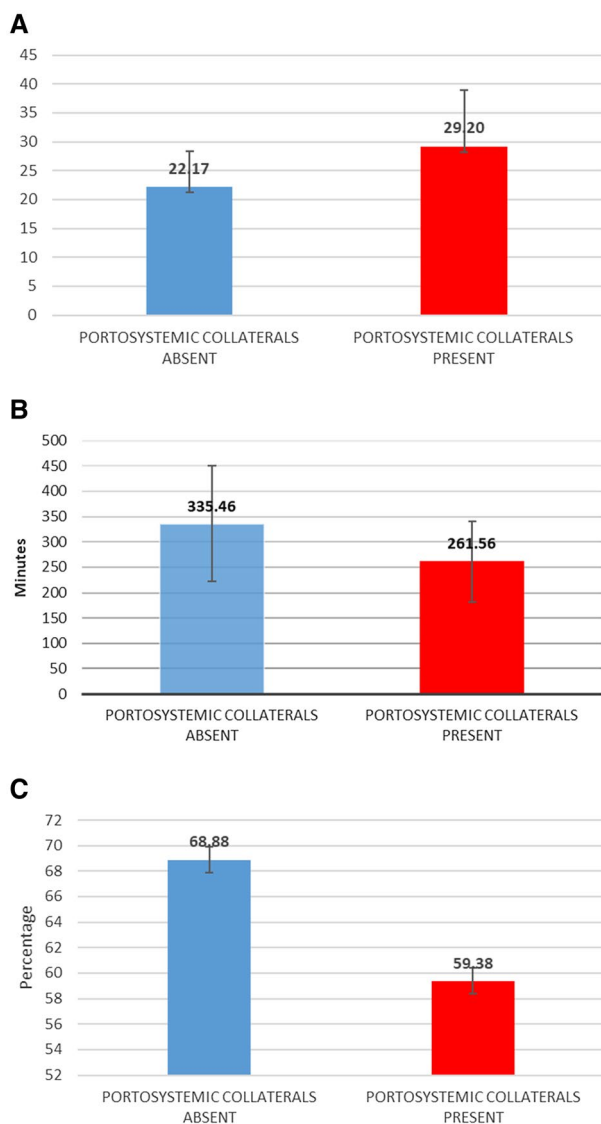 A
45
40
35
30
25
20
15
10
5
0
22.17
29.20
PORTOSYSTEMIC COLLATERALS
ABSENT
PORTOSYSTEMIC COLLATERALS
PRESENT
B
Minutes
500
450
400
350
300
250
200
150
100
50
0
335.46
261.56
PORTOSYSTEMIC COLLATERALS
ABSENT
PORTOSYSTEMIC COLLATERALS
PRESENT
C
Percentage
72
70
68
66
64
62
60
58
56
54
52
68.88
59.38
PORTOSYSTEMIC COLLATERALS
ABSENT
PORTOSYSTEMIC COLLATERALS
PRESENT